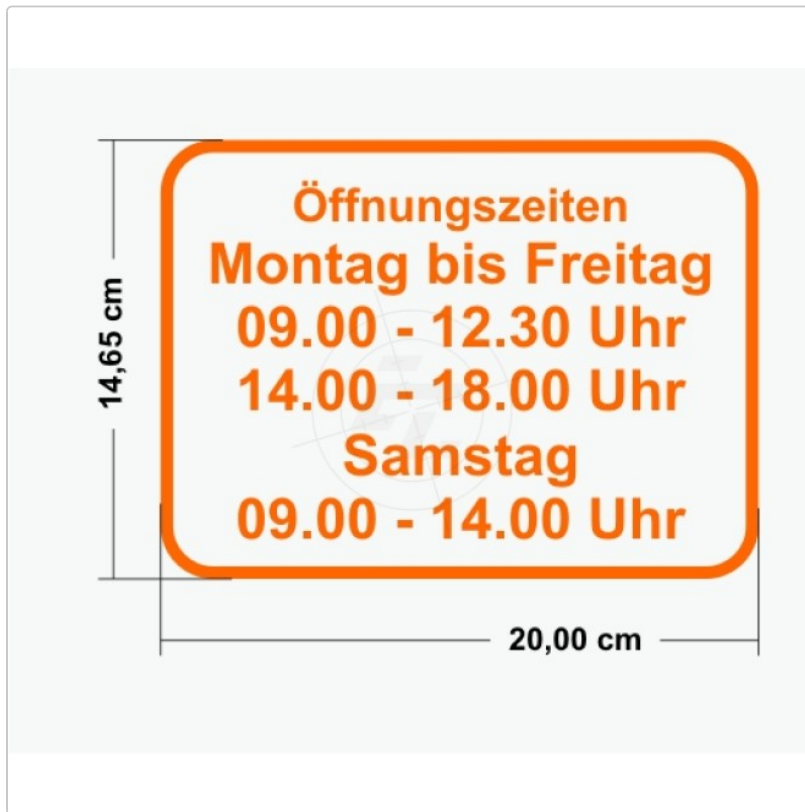 Öffnungszeiten
Montag bis Freitag
09.00 - 12.30 Uhr
14.00 - 18.00 Uhr
Samstag
09.00 - 14.00 Uhr
14,65 cm
20,00 cm